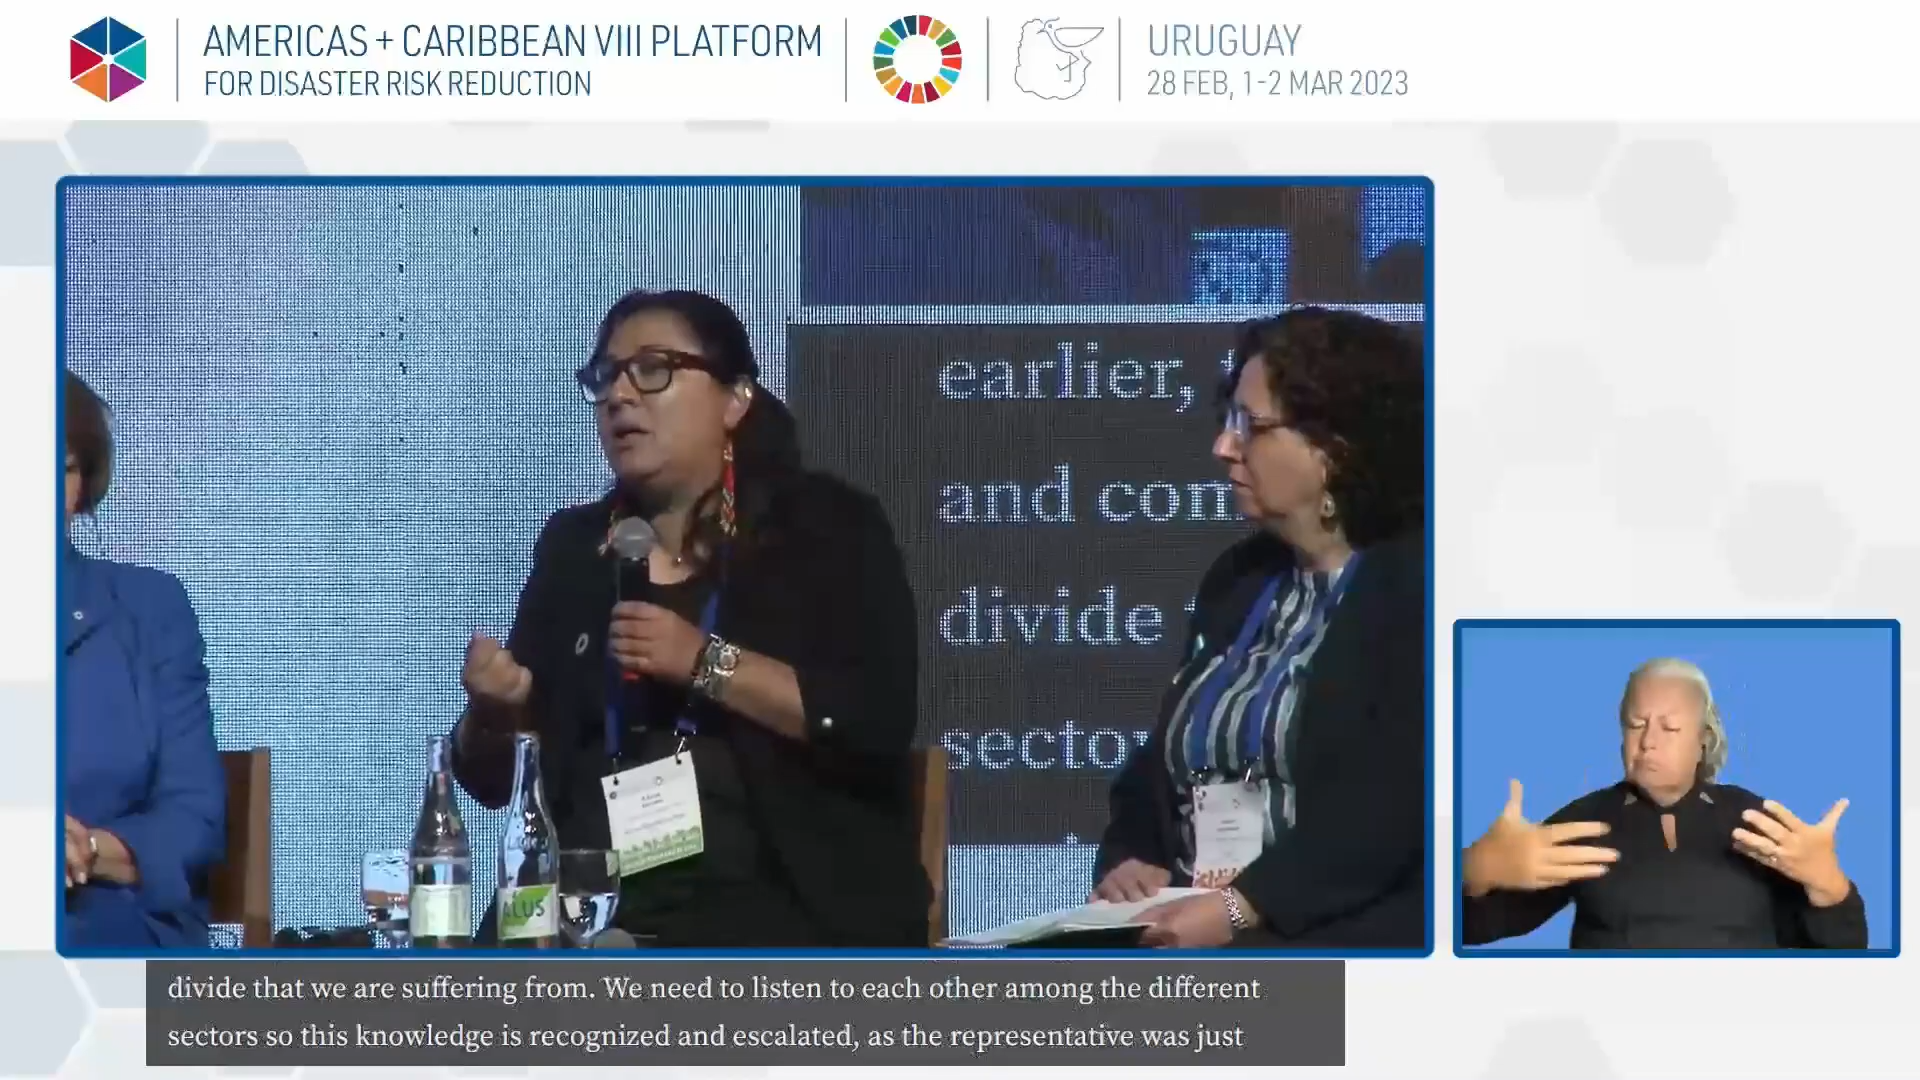 AMERICAS + CARIBBEAN VIII PLATFORM
FOR DISASTER RISK REDUCTION
URUGUAY
28 FEB, 1-2 MAR 2023
earlier,
and com
divide
sector
divide that we are suffering from. We need to listen to each other among the different
sectors so this knowledge is recognized and escalated, as the representative was just